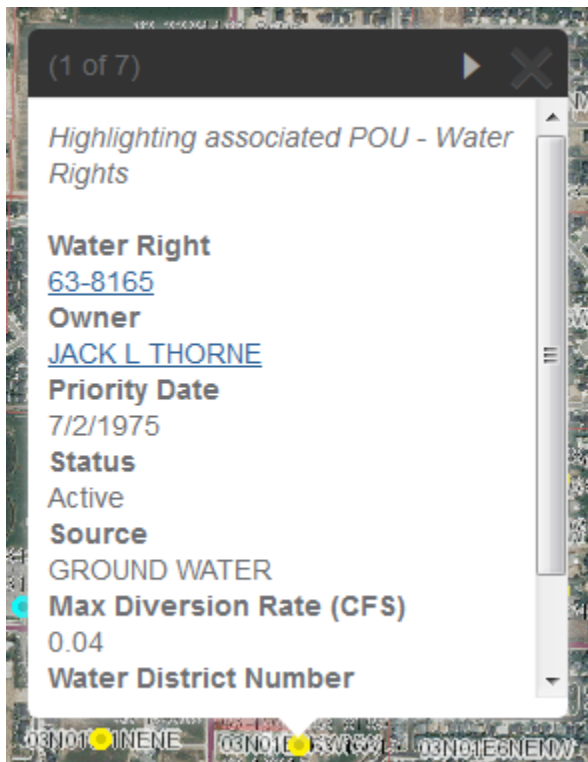 (1 of 7)
Highlighting associated POU - Water
Rights
Water Right
63-8165
Owner
JACK L THORNE
Priority Date
7/2/1975
Status
Active
Source
GROUND WATER
Max Diversion Rate (CFS)
0.04
Water District Number
03N01E6NENW